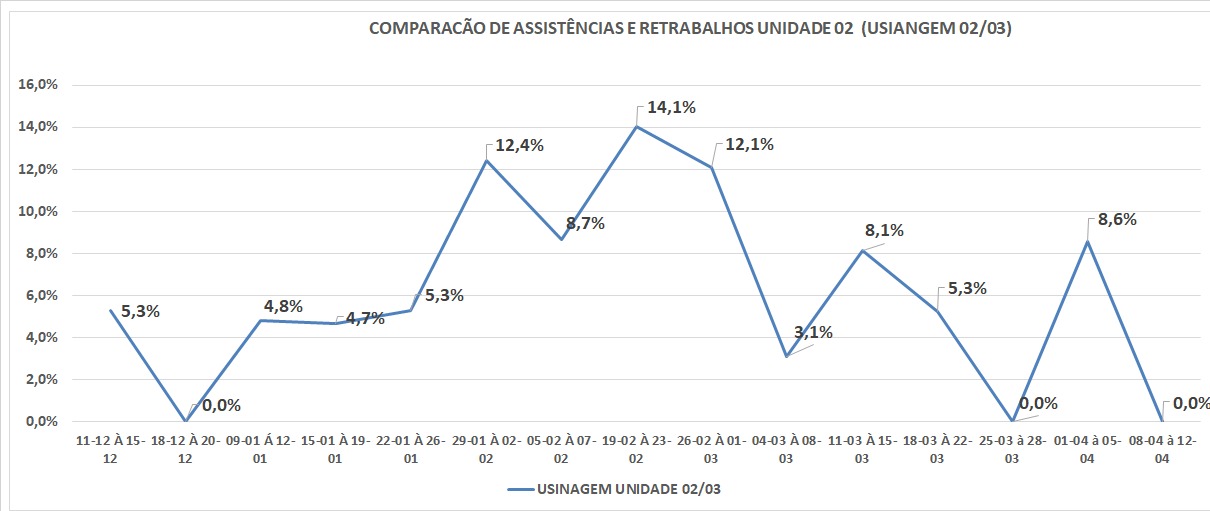 COMPARACÃO DE ASSISTÊNCIAS E RETRABALHOS UNIDADE 02 (USIANGEM 02/03)
16,0%
14,0%
12,0%
10,0%
8,0%
6,0%
4,0%
2,0%
0,0%
5,3%
0,0%
4,8%
4,7%
5,3%
12,4%
8,7%
14,1%
12,1%
3,1%
8,1%
5,3%
0,0%
8,6%
0,0%
11-12 À 15-
12
18-12 À 20-
12
09-01 Á 12-
01
15-01 À 19-
01
22-01 À 26-
01
29-01 À 02-
02
05-02 À 07-
02
19-02 À 23-
02
26-02 À 01-
03
04-03 À 08-
03
11-03 À 15-
03
18-03 À 22-
03
25-03 à 28-
03
01-04 à 05-
04
08-04 à 12-
04
USINAGEM UNIDADE 02/03